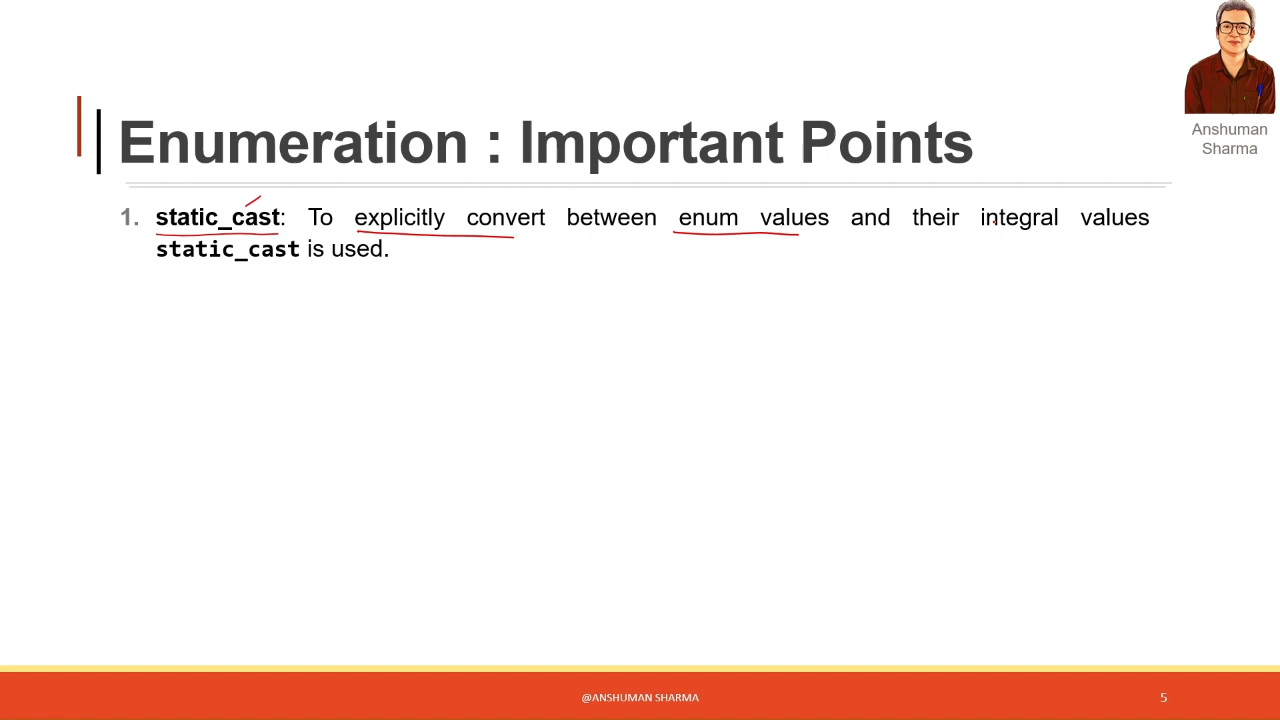 Anshuman
Sharma
Enumeration : Important Points
1. static_cast: To explicitly convert between enum values and their integral values
static_cast is used.
@ANSHUMAN SHARMA
5